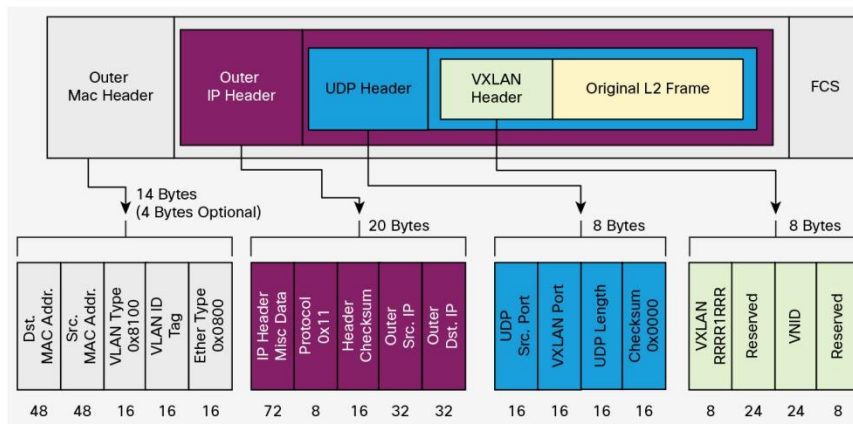 Outer
Mac Header
Outer
IP Header
UDP Header
VXLAN
Header
Original L2 Frame
FCS
14 Bytes
(4 Bytes Optional)
20 Bytes
8 Bytes
8 Bytes
Dst.
MAC Addr.
Src.
MAC Addr.
VLAN Type
0x8100
VLAN ID
Tag
Ether Type
0x0800
IP Header
Misc Data
Protocol
0x11
Header
Checksum
Outer
Src. IP
Outer
Dst. IP
UDP
Src. Port
VXLAN Port
UDP Length
Checksum
0x0000
VXLAN
RRRR1RRR
Reserved
VNID
Reserved
48 48 16 16 16 72 8 16 32 32 16 16 16 16 8 24 24 8